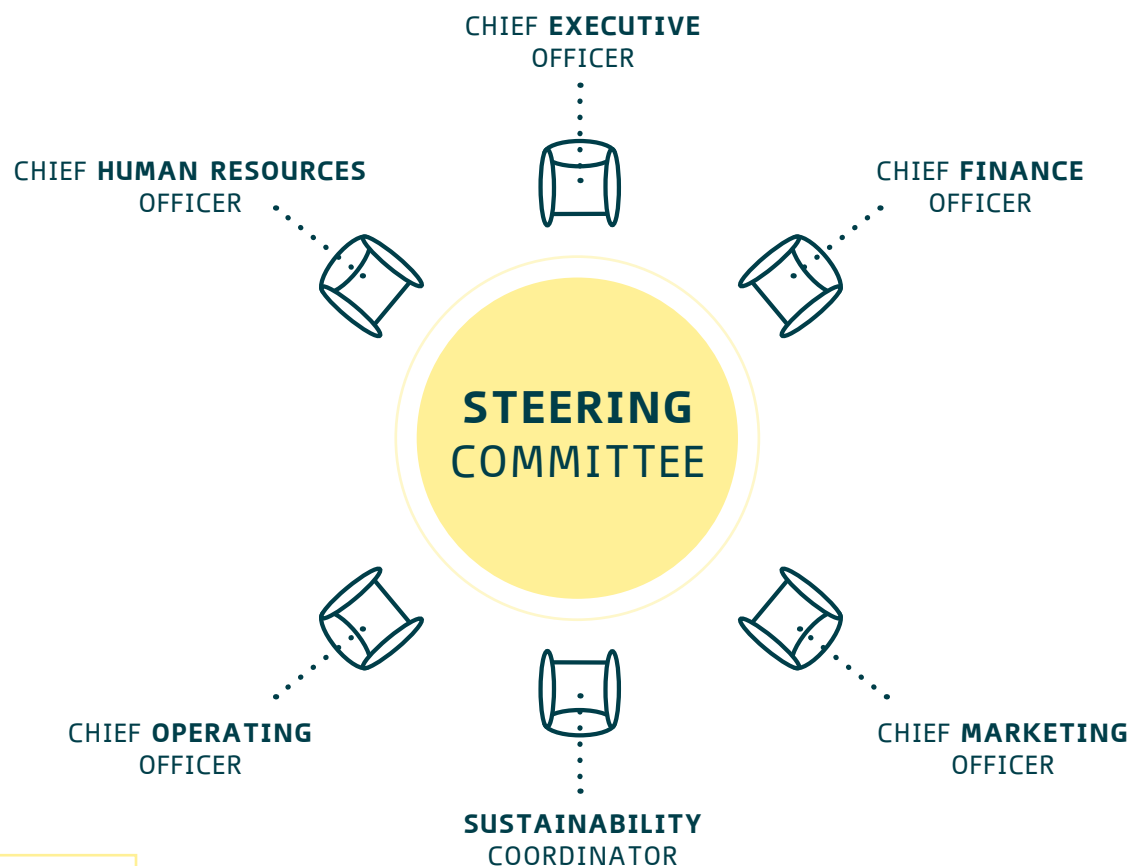 CHIEF EXECUTIVE
OFFICER
CHIEF HUMAN RESOURCES
OFFICER
CHIEF FINANCE
OFFICER
STEERING
COMMITTEE
CHIEF OPERATING
OFFICER
CHIEF MARKETING
OFFICER
SUSTAINABILITY
COORDINATOR